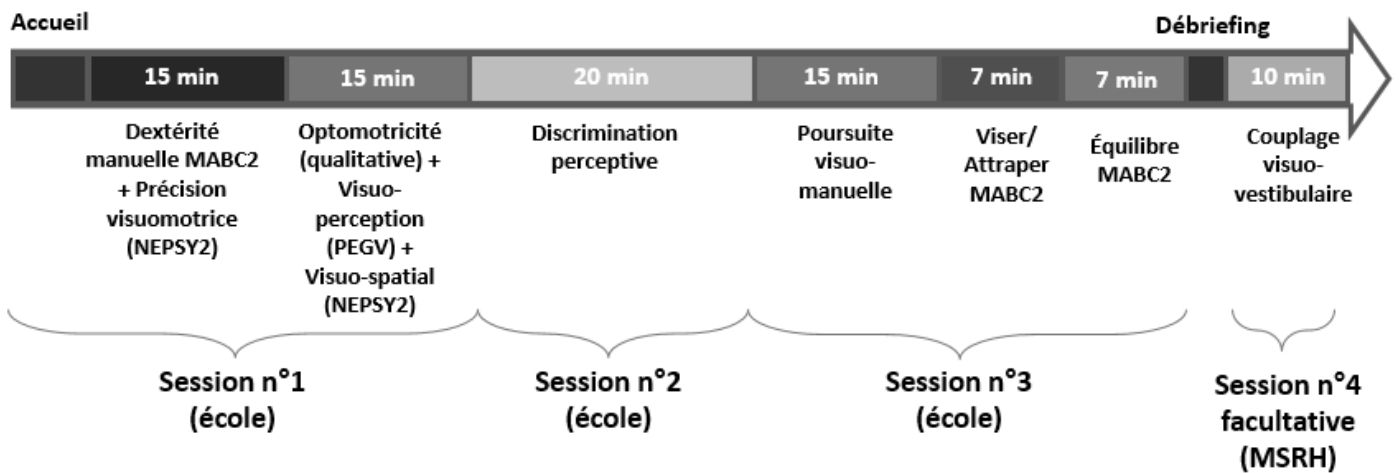 Accueil
Débriefing
15 min
15 min
20 min
15 min
7 min
7 min
10 min
Dextérité
manuelle MABC2
+ Précision
visuomotrice
(NEPSY2)
Optomotricité
(qualitative) +
Visuo-
perception
(PEGV) +
Visuo-spatial
(NEPSY2)
Discrimination
perceptive
Poursuite
visuo-
manuelle
Viser/
Attraper
MABC2
Équilibre
MABC2
Couplage
visuo-
vestibulaire
Session n°1
(école)
Session n°2
(école)
Session n°3
(école)
Session n°4
facultative
(MSRH)